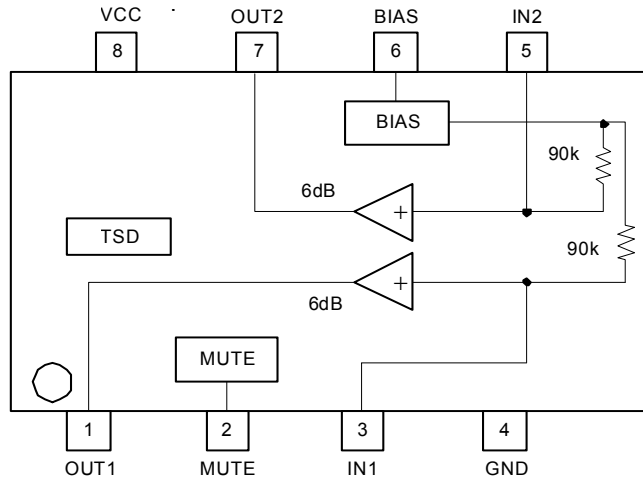 VCC OUT2 BIAS IN2
8 7 6 5
BIAS
90k
6dB
+
TSD
90k
+
6dB
MUTE
1 2 3 4
OUT1 MUTE IN1 GND